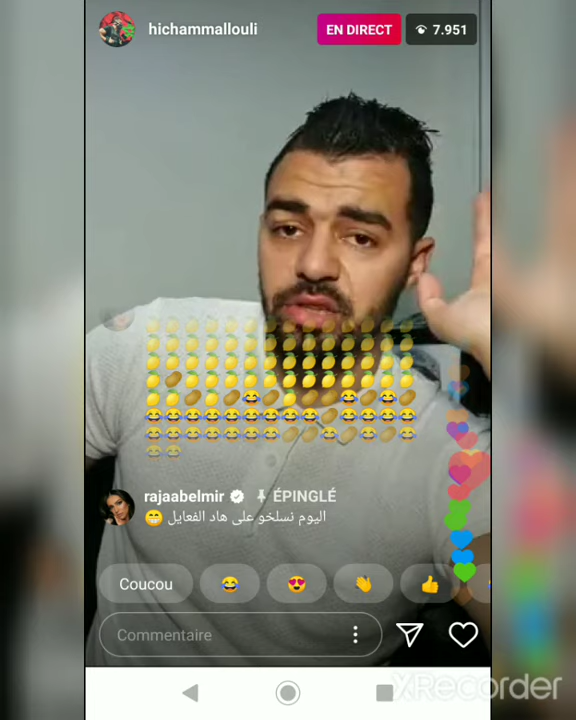 hichammallouli
EN DIRECT
7.951
rajaabelmir
ÉPINGLÉ
اليوم نسلخو على هاد الفعايل 😁
Coucou
Commentaire
XRecorder